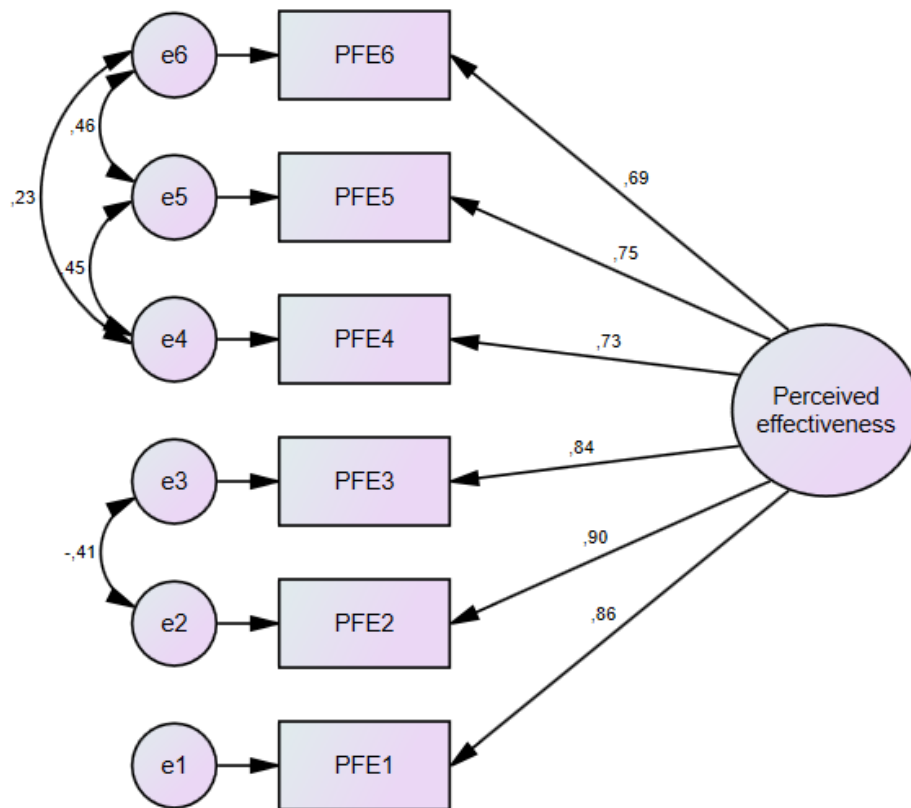 e6
PFE6
,46
,69
,23
e5
PFE5
,75
,45
e4
PFE4
,73
Perceived
effectiveness
e3
PFE3
,84
-,41
,90
e2
PFE2
,86
e1
PFE1